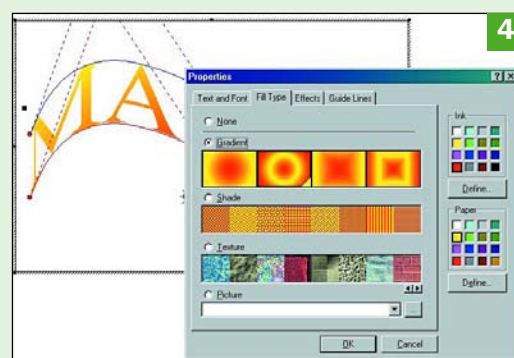 4
MA
Properties
Text and Font Fill Type Effects Guide Lines
None
Gradient
Shade
Texture
Picture
...
OK Cancel
Ink
Define...
Paper
Define...